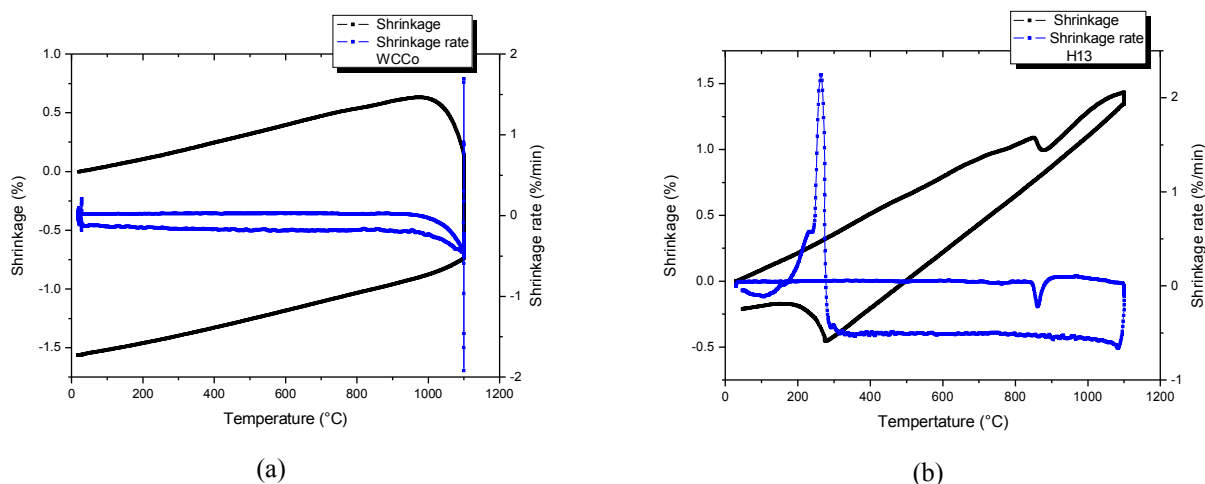 Shrinkage
Shrinkage rate
WCCo
1.0
0.5
0.0
-0.5
-1.0
-1.5
Shrinkage (%)
2
1
0
-1
-2
Shrinkage rate (%/min)
0 200 400 600 800 1000 1200
Temperature (°C)
(a)
Shrinkage
Shrinkage rate
H13
1.5
1.0
0.5
0.0
-0.5
Shrinkage (%)
2
1
0
-1
Shrinkage rate (%/min)
0 200 400 600 800 1000 1200
Tempertature (°C)
(b)